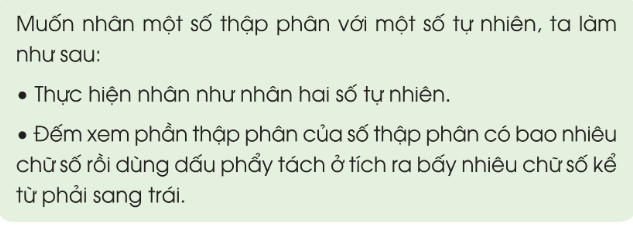 Muốn nhân một số thập phân với một số tự nhiên, ta làm
như sau:
• Thực hiện nhân như nhân hai số tự nhiên.
• Đếm xem phần thập phân của số thập phân có bao nhiêu
chữ số rồi dùng dấu phẩy tách ở tích ra bấy nhiêu chữ số kể
từ phải sang trái.